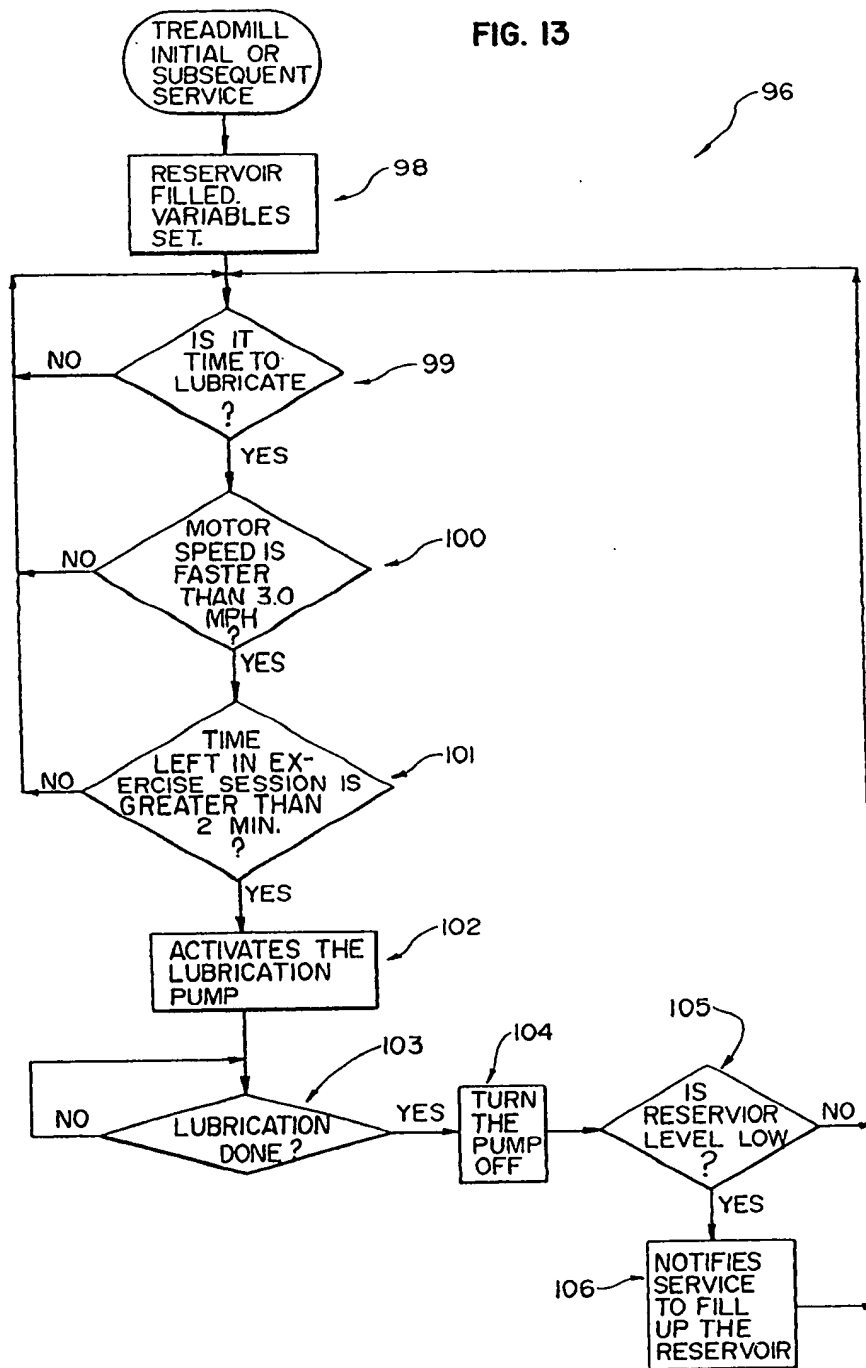 FIG. 13
TREADMILL
INITIAL OR
SUBSEQUENT
SERVICE
96
RESERVOIR
FILLED.
VARIABLES
SET.
98
IS IT
TIME TO
LUBRICATE
?
99
NO
YES
MOTOR
SPEED IS
FASTER
THAN 3.0
MPH
?
100
NO
YES
TIME
LEFT IN EX-
ERCISE SESSION IS
GREATER THAN
2 MIN.
?
101
NO
YES
ACTIVATES THE
LUBRICATION
PUMP
102
LUBRICATION
DONE?
103
NO
YES
TURN
THE
PUMP
OFF
104
IS
RESERVIOR
LEVEL LOW
?
105
NO
YES
NOTIFIES
SERVICE
TO FILL
UP THE
RESERVOIR
106